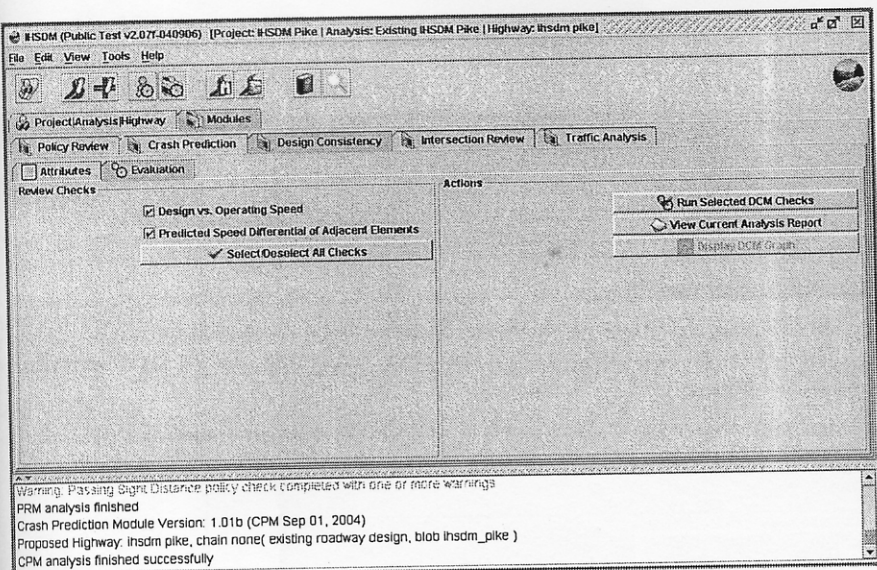 IHSDM (Public Test v2.07f-040906) [Project: IHSDM Pike | Analysis: Existing IHSDM Pike | Highway: ihsdm pike]
File Edit View Tools Help
Project|Analysis|Highway Modules
Policy Review Crash Prediction Design Consistency Intersection Review Traffic Analysis
Attributes Evaluation
Review Checks
Design vs. Operating Speed
Predicted Speed Differential of Adjacent Elements
Select/Deselect All Checks
Actions
Run Selected DCM Checks
View Current Analysis Report
Display DCM Graph
Warning: Passing Sight Distance policy check completed with one or more warnings
PRM analysis finished
Crash Prediction Module Version: 1.01b (CPM Sep 01, 2004)
Proposed Highway: ihsdm pike, chain none( existing roadway design, blob ihsdm_pike )
CPM analysis finished successfully